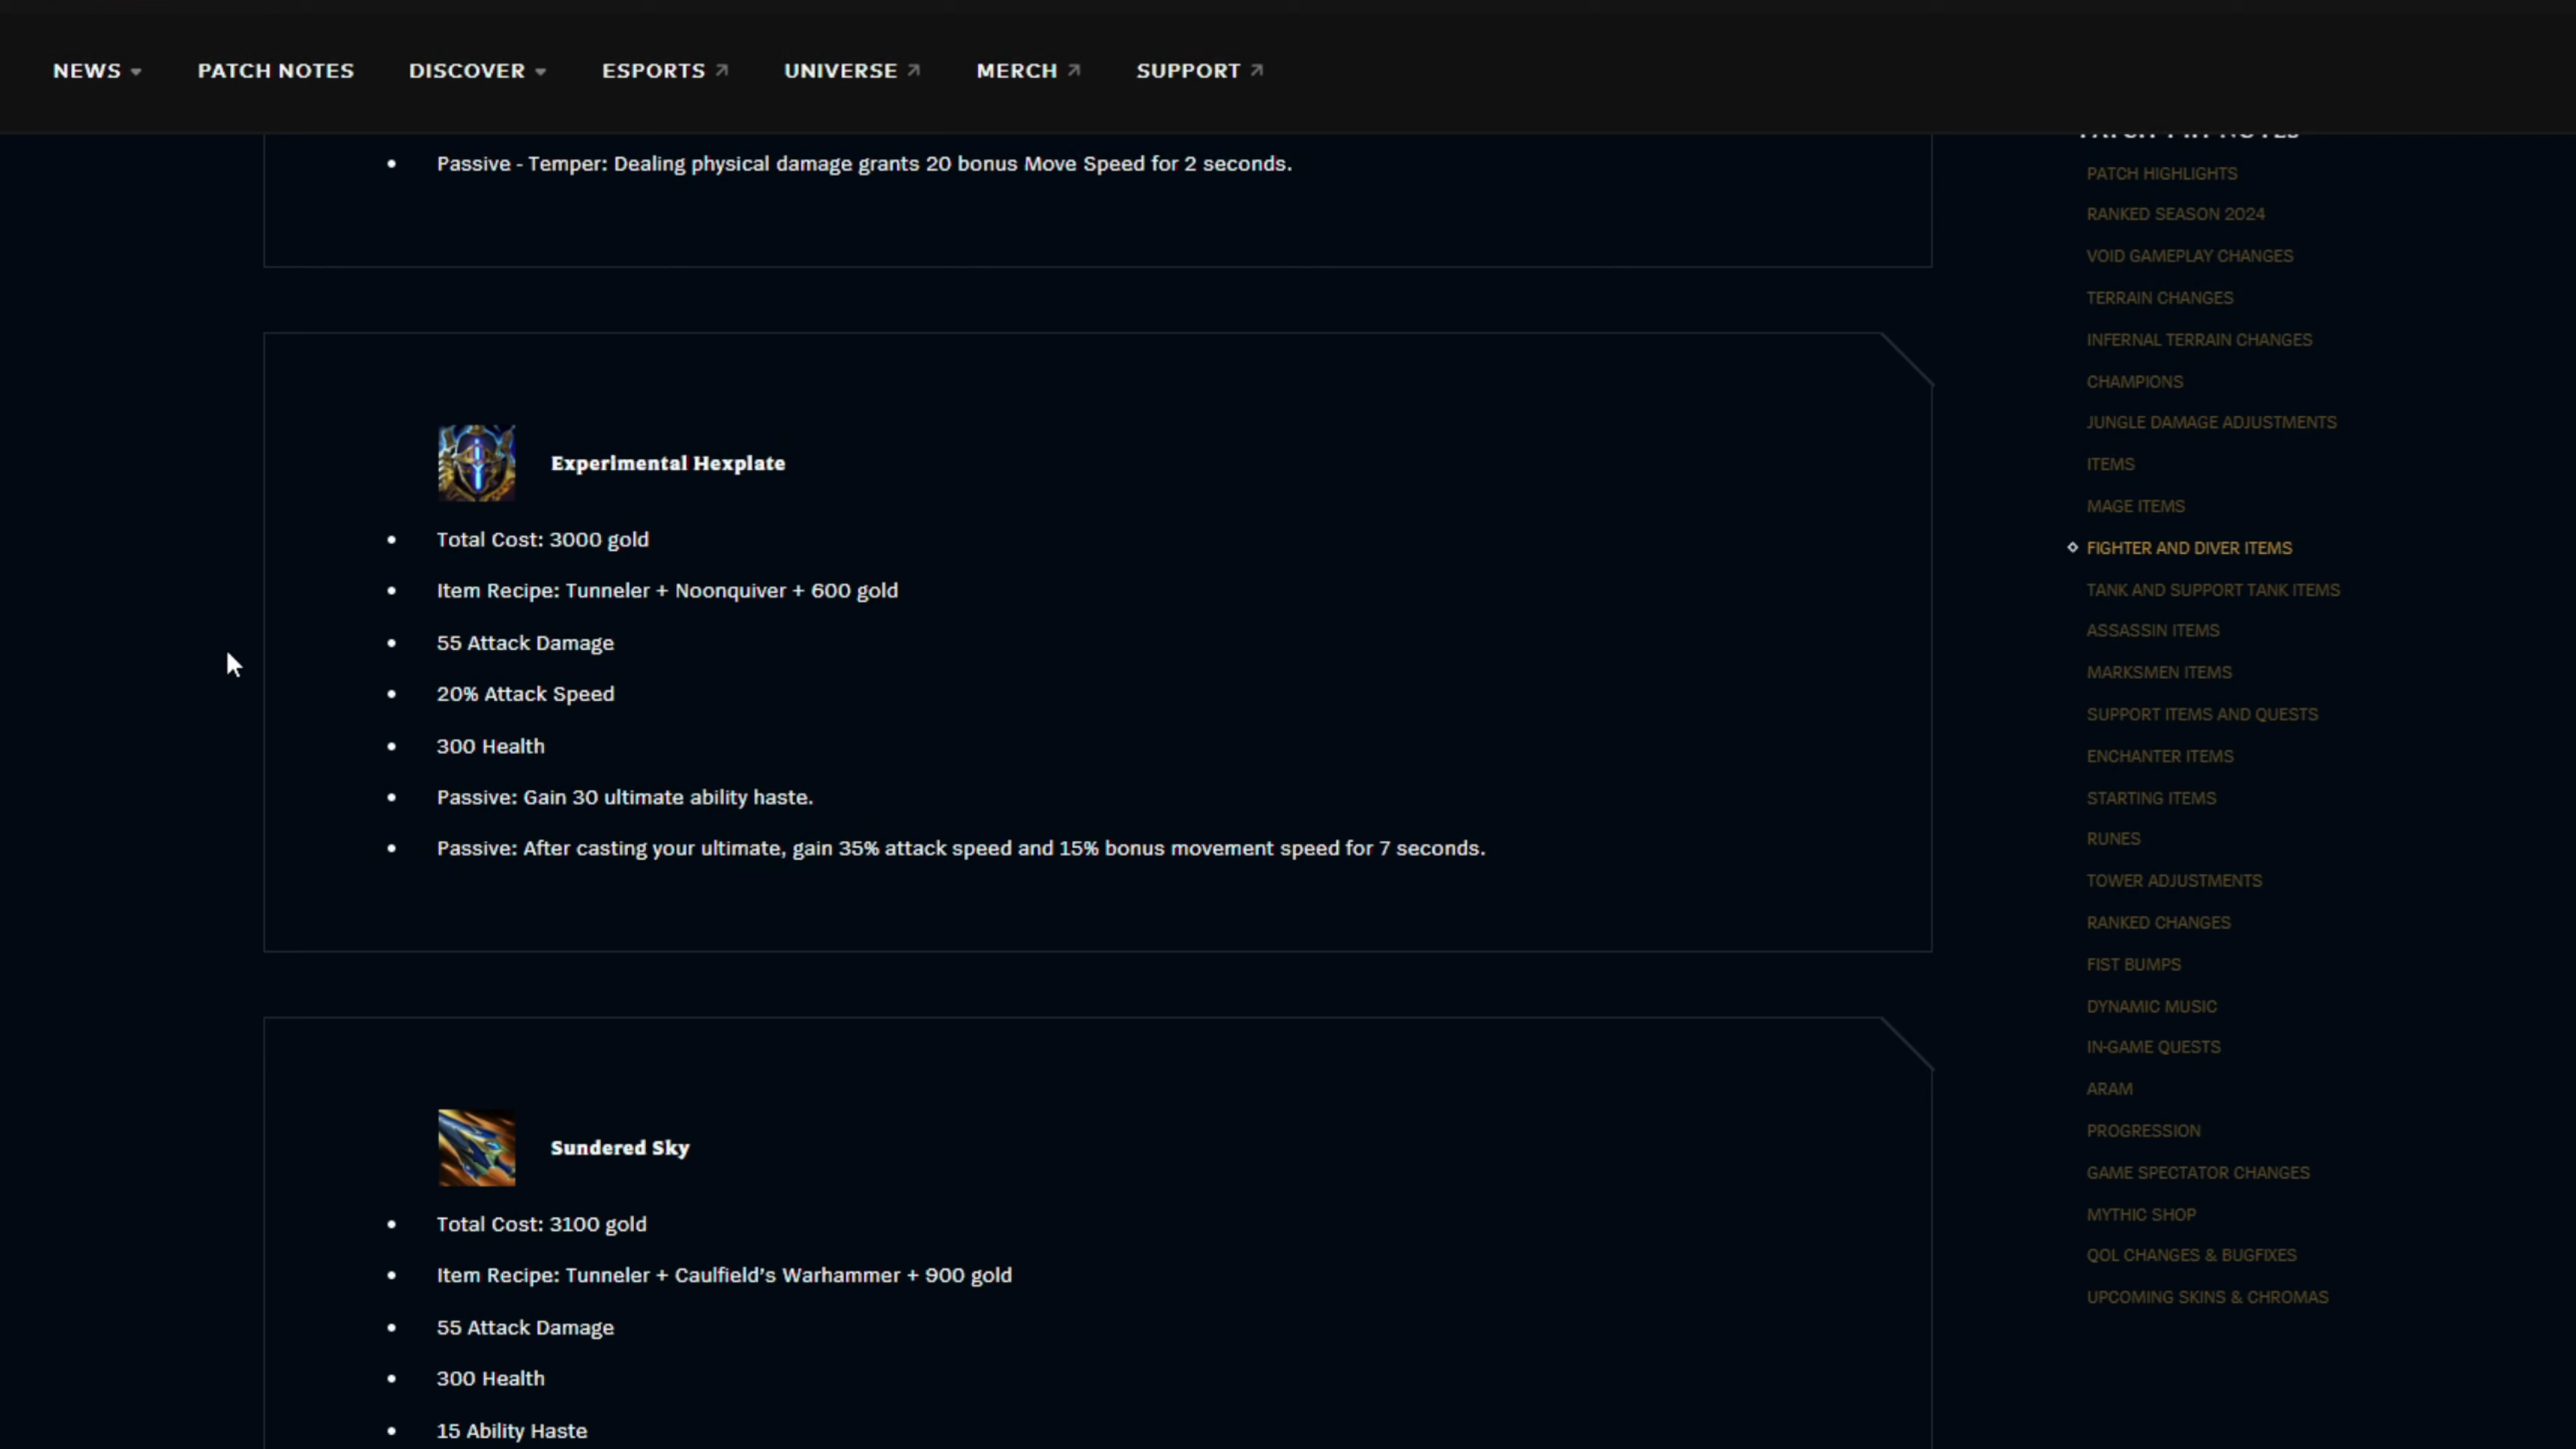 NEWS
PATCH NOTES
DISCOVER
ESPORTS
UNIVERSE
MERCH
SUPPORT
Passive - Temper: Dealing physical damage grants 20 bonus Move Speed for 2 seconds.
Experimental Hexplate
Total Cost: 3000 gold
Item Recipe: Tunneler + Noonquiver + 600 gold
55 Attack Damage
20% Attack Speed
300 Health
Passive: Gain 30 ultimate ability haste.
Passive: After casting your ultimate, gain 35% attack speed and 15% bonus movement speed for 7 seconds.
Sundered Sky
Total Cost: 3100 gold
Item Recipe: Tunneler + Caulfield's Warhammer + 900 gold
55 Attack Damage
300 Health
15 Ability Haste
PATCH HIGHLIGHTS
RANKED SEASON 2024
VOID GAMEPLAY CHANGES
TERRAIN CHANGES
INFERNAL TERRAIN CHANGES
CHAMPIONS
JUNGLE DAMAGE ADJUSTMENTS
ITEMS
MAGE ITEMS
FIGHTER AND DIVER ITEMS
TANK AND SUPPORT TANK ITEMS
ASSASSIN ITEMS
MARKSMEN ITEMS
SUPPORT ITEMS AND QUESTS
ENCHANTER ITEMS
STARTING ITEMS
RUNES
TOWER ADJUSTMENTS
RANKED CHANGES
FIST BUMPS
DYNAMIC MUSIC
IN-GAME QUESTS
ARAM
PROGRESSION
GAME SPECTATOR CHANGES
MYTHIC SHOP
QOL CHANGES & BUGFIXES
UPCOMING SKINS & CHROMAS